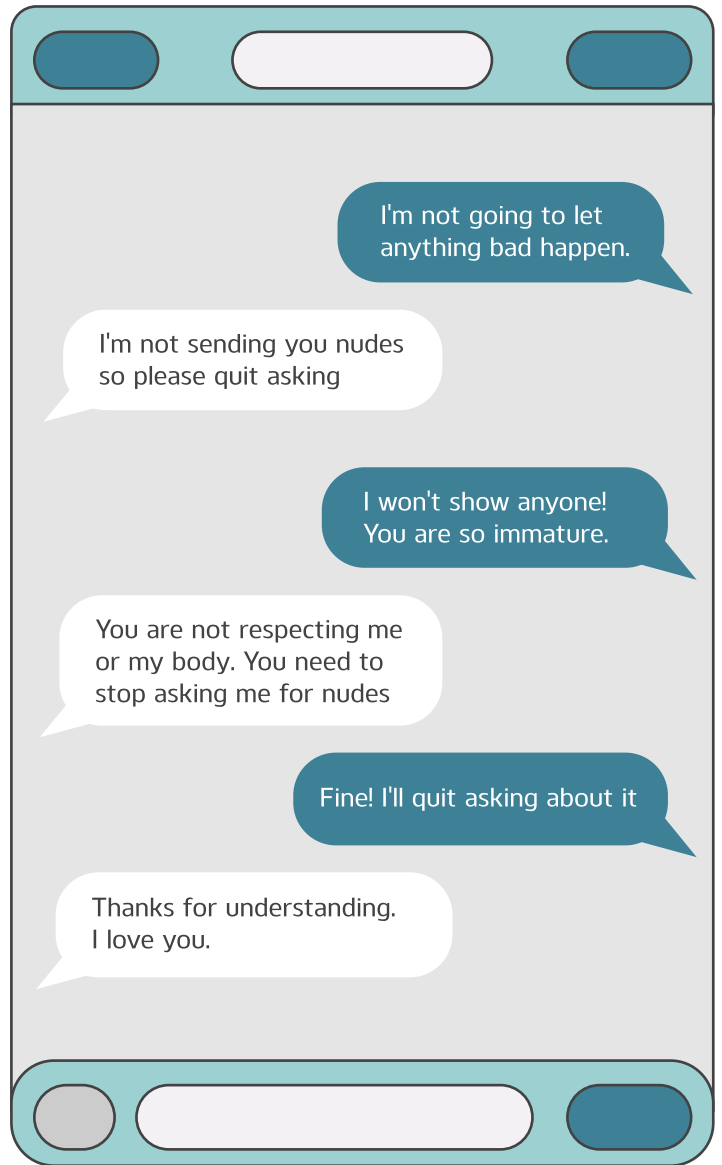 I'm not going to let
anything bad happen.
I'm not sending you nudes
so please quit asking
I won't show anyone!
You are so immature.
You are not respecting me
or my body. You need to
stop asking me for nudes
Fine! I'll quit asking about it
Thanks for understanding.
I love you.